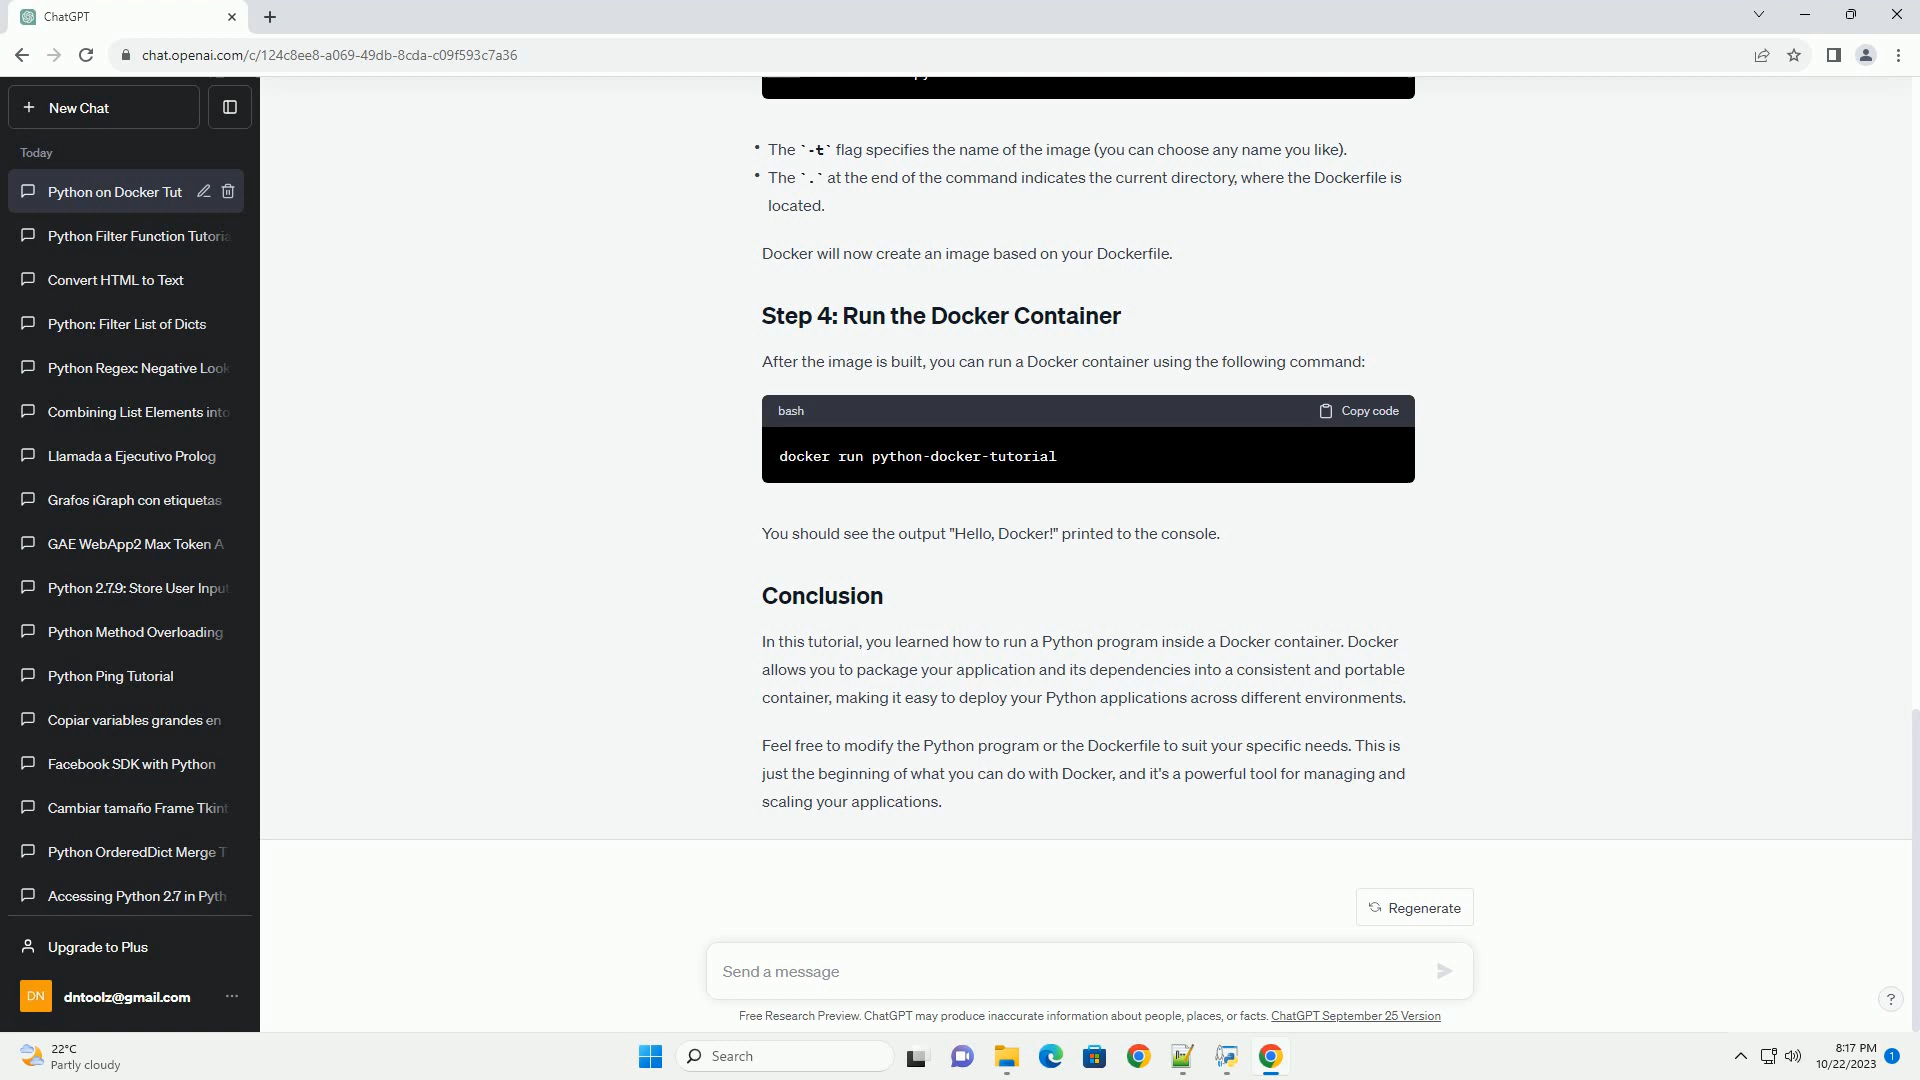 ChatGPT
chat.openai.com/c/124c8ee8-a069-49db-8cda-c09f593c7a36
New Chat
Today
Python on Docker Tut
Python Filter Function Tutoria
Convert HTML to Text
Python: Filter List of Dicts
Python Regex: Negative Look
Combining List Elements into
Llamada a Ejecutivo Prolog
Grafos iGraph con etiquetas
GAE WebApp2 Max Token A
Python 2.7.9: Store User Input
Python Method Overloading
Python Ping Tutorial
Copiar variables grandes en
Facebook SDK with Python
Cambiar tamaño Frame Tkint
Python OrderedDict Merge T
Accessing Python 2.7 in Pyth
Upgrade to Plus
DN
dntoolz@gmail.com
• The `-t` flag specifies the name of the image (you can choose any name you like).
• The `.` at the end of the command indicates the current directory, where the Dockerfile is
located.
Docker will now create an image based on your Dockerfile.
Step 4: Run the Docker Container
After the image is built, you can run a Docker container using the following command:
bash
Copy code
docker run python-docker-tutorial
You should see the output "Hello, Docker!" printed to the console.
Conclusion
In this tutorial, you learned how to run a Python program inside a Docker container. Docker
allows you to package your application and its dependencies into a consistent and portable
container, making it easy to deploy your Python applications across different environments.
Feel free to modify the Python program or the Dockerfile to suit your specific needs. This is
just the beginning of what you can do with Docker, and it's a powerful tool for managing and
scaling your applications.
Regenerate
Send a message
Free Research Preview. ChatGPT may produce inaccurate information about people, places, or facts. ChatGPT September 25 Version
?
22°C
Partly cloudy
Search
8:17 PM
10/22/2023
1